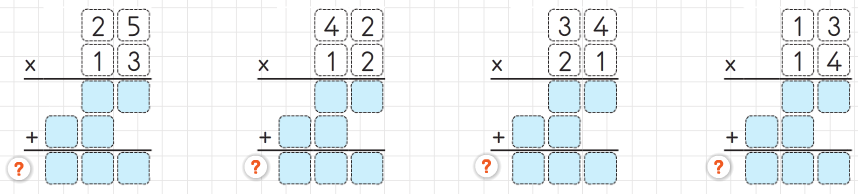 2 5 4 2 3 4 1 3
x 1 3 x 1 2 x 2 1 x 1 4
+ + + +
? ? ? ?